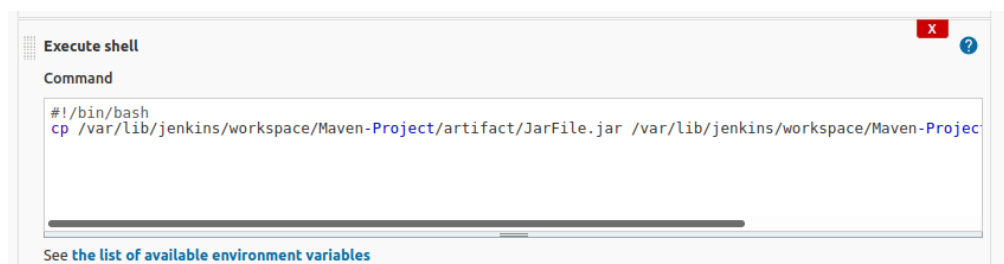 X
Execute shell
?
Command
#!/bin/bash
cp /var/lib/jenkins/workspace/Maven-Project/artifact/JarFile.jar /var/lib/jenkins/workspace/Maven-Projec
See the list of available environment variables